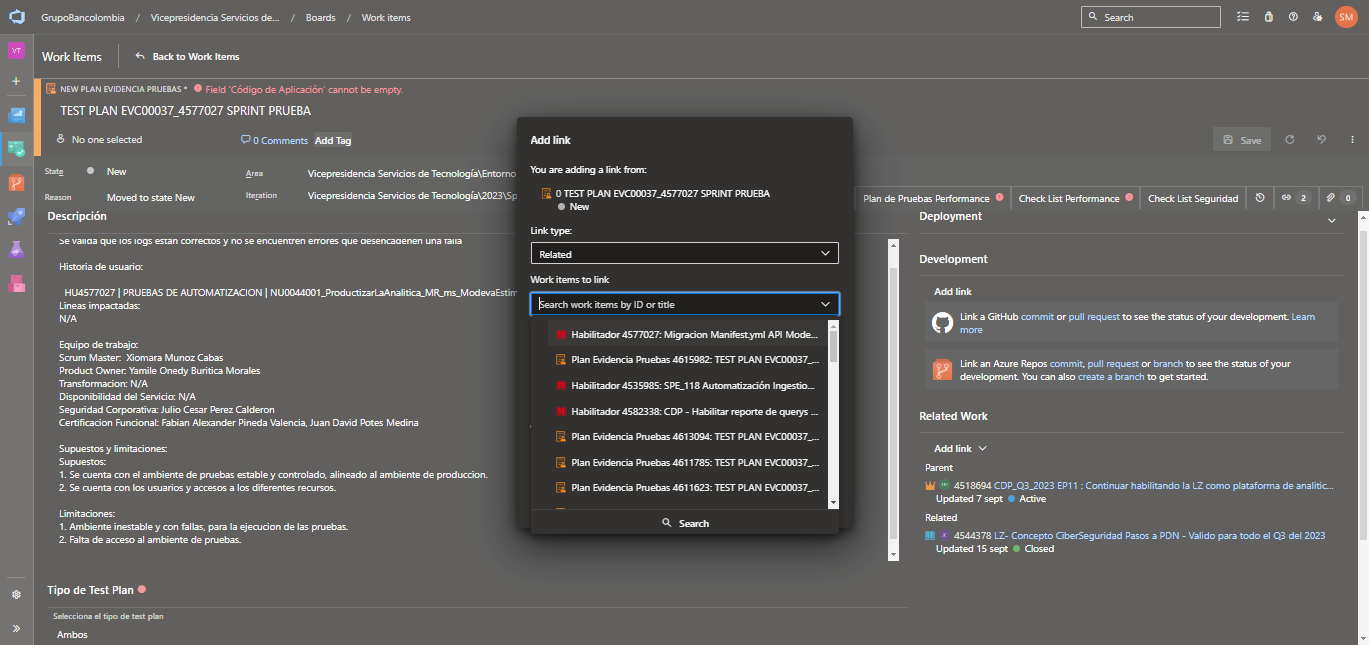 GrupoBancolombia / Vicepresidencia Servicios de... / Boards / Work items
Search
SM
VT
Work Items
Back to Work Items
NEW PLAN EVIDENCIA PRUEBAS *
Field 'Código de Aplicación' cannot be empty.
TEST PLAN EVC00037_4577027 SPRINT PRUEBA
No one selected
0 Comments
Add Tag
Save
State
New
Area
Vicepresidencia Servicios de Tecnología\Entorno
Reason
Moved to state New
Iteration
Vicepresidencia Servicios de Tecnología\2023\Sp
Plan de Pruebas Performance
Check List Performance
Check List Seguridad
2
0
Descripción
Se valida que los logs estan correctos y no se encuentren errores que desencadenen una falla
Historia de usuario:
HU4577027 | PRUEBAS DE AUTOMATIZACION | NU0044001_ProductizarLaAnalitica_MR_ms_ModevaEstim
Lineas impactadas:
N/A
Equipo de trabajo:
Scrum Master: Xiomara Munoz Cabas
Product Owner: Yamile Onedy Buritica Morales
Transformacion: N/A
Disponibilidad del Servicio: N/A
Seguridad Corporativa: Julio Cesar Perez Calderon
Certificacion Funcional: Fabian Alexander Pineda Valencia, Juan David Potes Medina
Supuestos y limitaciones:
Supuestos:
1. Se cuenta con el ambiente de pruebas estable y controlado, alineado al ambiente de produccion.
2. Se cuenta con los usuarios y accesos a los diferentes recursos.
Limitaciones:
1. Ambiente inestable y con fallas, para la ejecucion de las pruebas.
2. Falta de acceso al ambiente de pruebas.
Tipo de Test Plan
Selecciona el tipo de test plan
Ambos
Add link
You are adding a link from:
0 TEST PLAN EVC00037_4577027 SPRINT PRUEBA
New
Link type:
Related
Work items to link
Search work items by ID or title
Habilitador 4577027: Migracion Manifest.yml API Mode...
Plan Evidencia Pruebas 4615982: TEST PLAN EVC00037_...
Habilitador 4535985: SPE_118 Automatización Ingestio...
Habilitador 4582338: CDP - Habilitar reporte de querys ...
Plan Evidencia Pruebas 4613094: TEST PLAN EVC00037_...
Plan Evidencia Pruebas 4611785: TEST PLAN EVC00037_...
Plan Evidencia Pruebas 4611623: TEST PLAN EVC00037_...
Search
Deployment
Development
Add link
Link a GitHub commit or pull request to see the status of your development. Learn
more
Link an Azure Repos commit, pull request or branch to see the status of your
development. You can also create a branch to get started.
Related Work
Add link
Parent
4518694 CDP_Q3_2023 EP11 : Continuar habilitando la LZ como plataforma de analitic...
Updated 7 sept Active
Related
4544378 LZ- Concepto CiberSeguridad Pasos a PDN - Valido para todo el Q3 del 2023
Updated 15 sept Closed